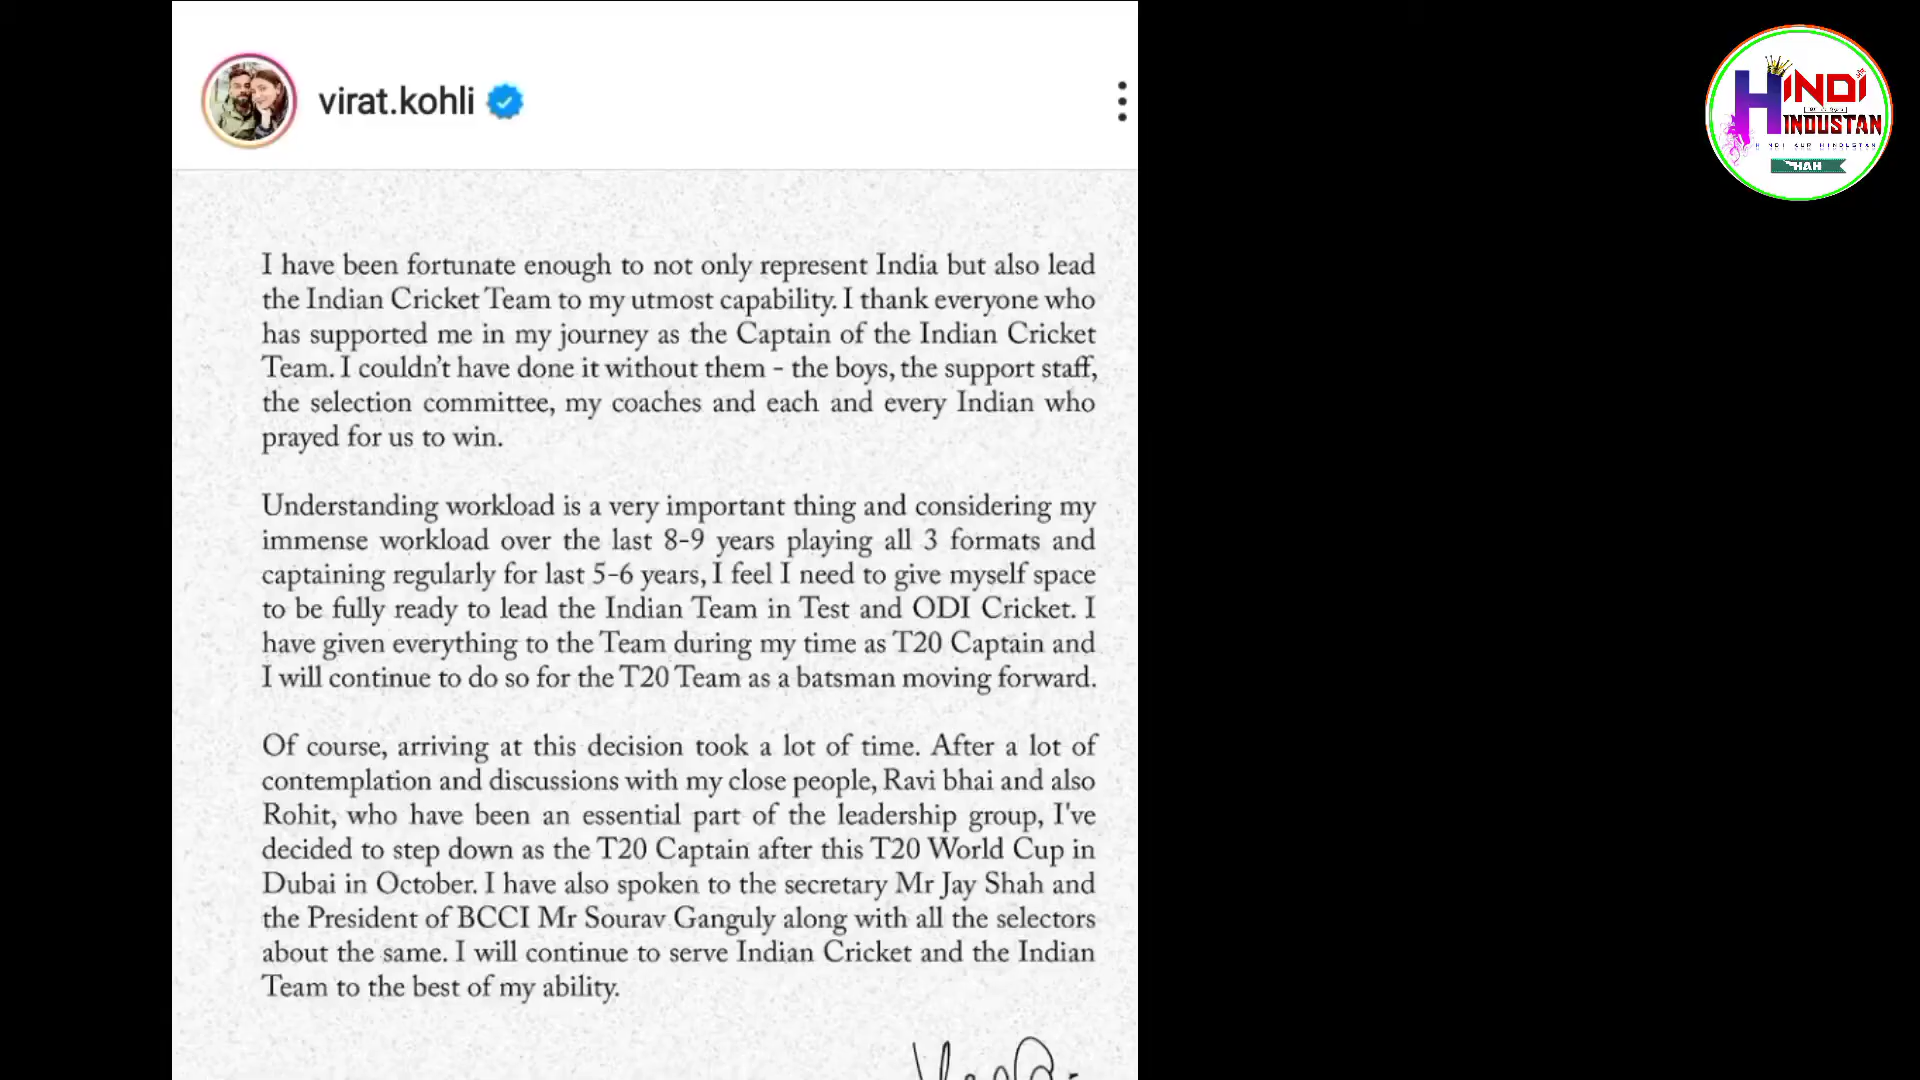 virat.kohli
I have been fortunate enough to not only represent India but also lead
the Indian Cricket Team to my utmost capability. I thank everyone who
has supported me in my journey as the Captain of the Indian Cricket
Team. I couldn't have done it without them - the boys, the support staff,
the selection committee, my coaches and each and every Indian who
prayed for us to win.
Understanding workload is a very important thing and considering my
immense workload over the last 8-9 years playing all 3 formats and
captaining regularly for last 5-6 years, I feel I need to give myself space
to be fully ready to lead the Indian Team in Test and ODI Cricket. I
have given everything to the Team during my time as T20 Captain and
I will continue to do so for the T20 Team as a batsman moving forward.
Of course, arriving at this decision took a lot of time. After a lot of
contemplation and discussions with my close people, Ravi bhai and also
Rohit, who have been an essential part of the leadership group, I've
decided to step down as the T20 Captain after this T20 World Cup in
Dubai in October. I have also spoken to the secretary Mr Jay Shah and
the President of BCCI Mr Sourav Ganguly along with all the selectors
about the same. I will continue to serve Indian Cricket and the Indian
Team to the best of my ability.
HINDI
HINDUSTAN
HINDI AUR HINDUSTAN
HAH